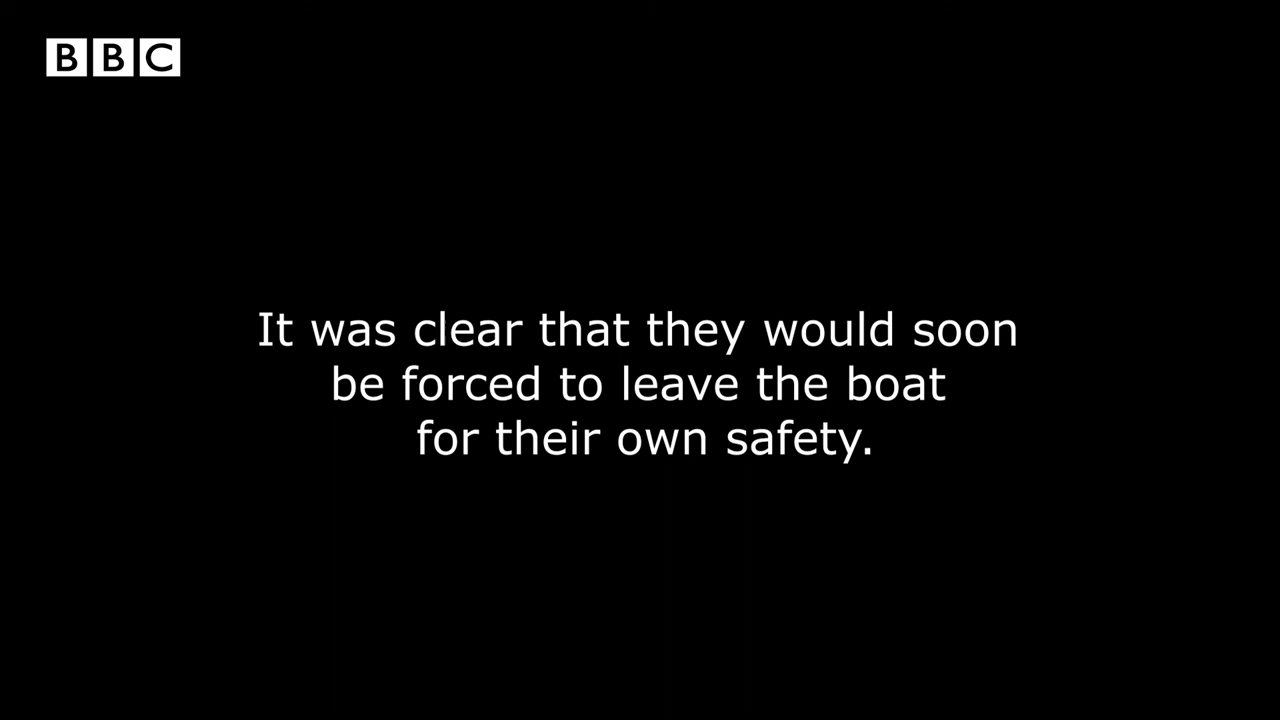 BBC
It was clear that they would soon
be forced to leave the boat
for their own safety.